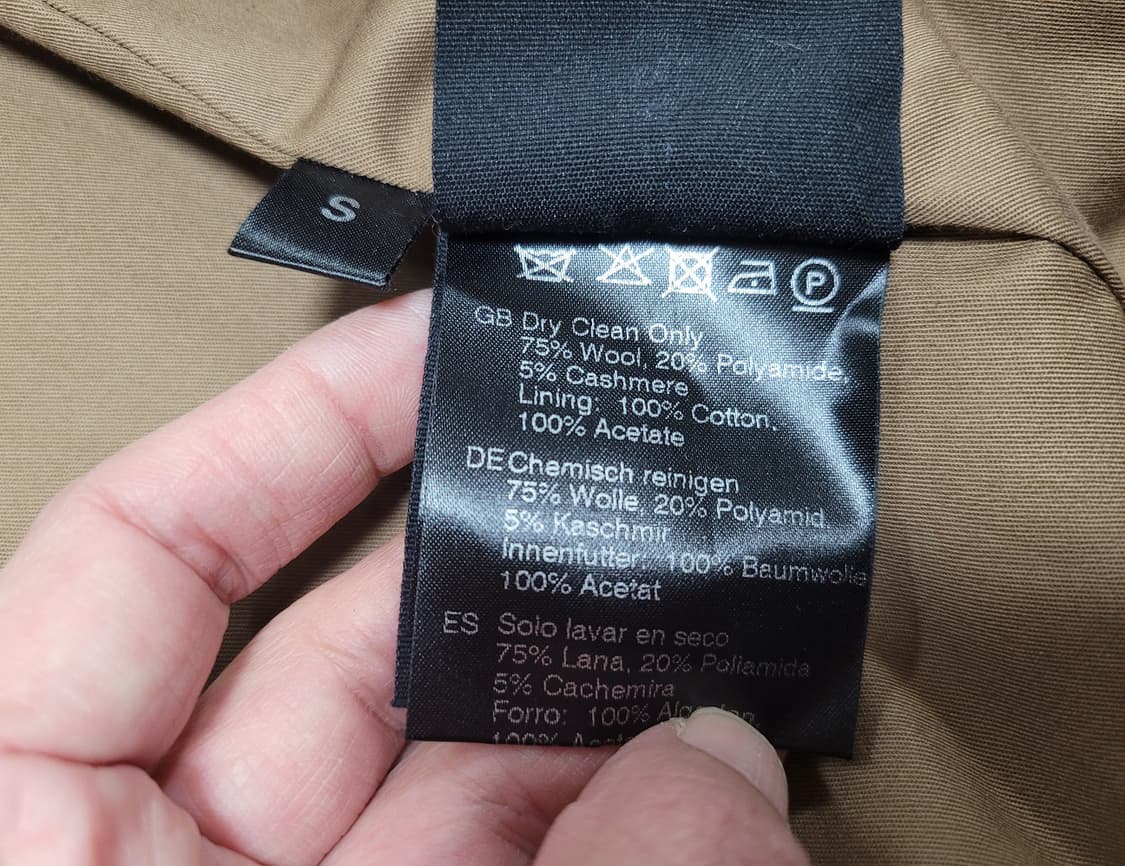 S
P
GB Dry Clean Only
75% Wool, 20% Polyamide,
5% Cashmere
Lining: 100% Cotton,
100% Acetate
DE Chemisch reinigen
75% Wolle, 20% Polyamid,
5% Kaschmir
Innenfutter: 100% Baumwolle
100% Acetat
ES Solo lavar en seco
75% Lana, 20% Poliamida
5% Cachemira
Forro: 100%
100%